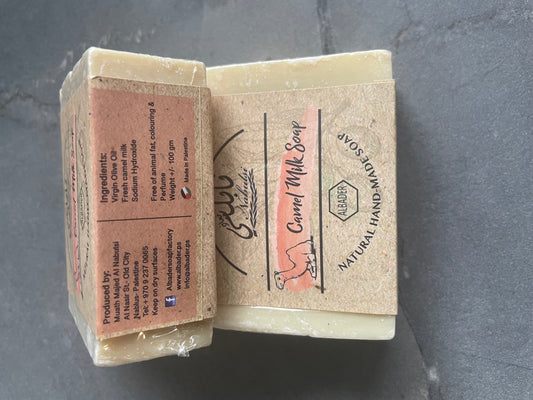 Ingredients:
Virgin Olive Oil
Fresh camel milk
Sodium Hydroxide
Free of animal fat, colouring &
Perfume
Weight +/- 100 gm
Made in Palestine
Produced by:
Muath Majed Al Nabulsi
Al Nasir St.- Old City
Nablus- Palestine
Tel: + 970 9 237 0065
Keep on dry surfaces
Albadersoapfactory
www.albader.ps
info@albader.ps
نابلسي
Nabulsi
Camel Milk Soap
ALBADER
NATURAL HAND-MADE SOAP